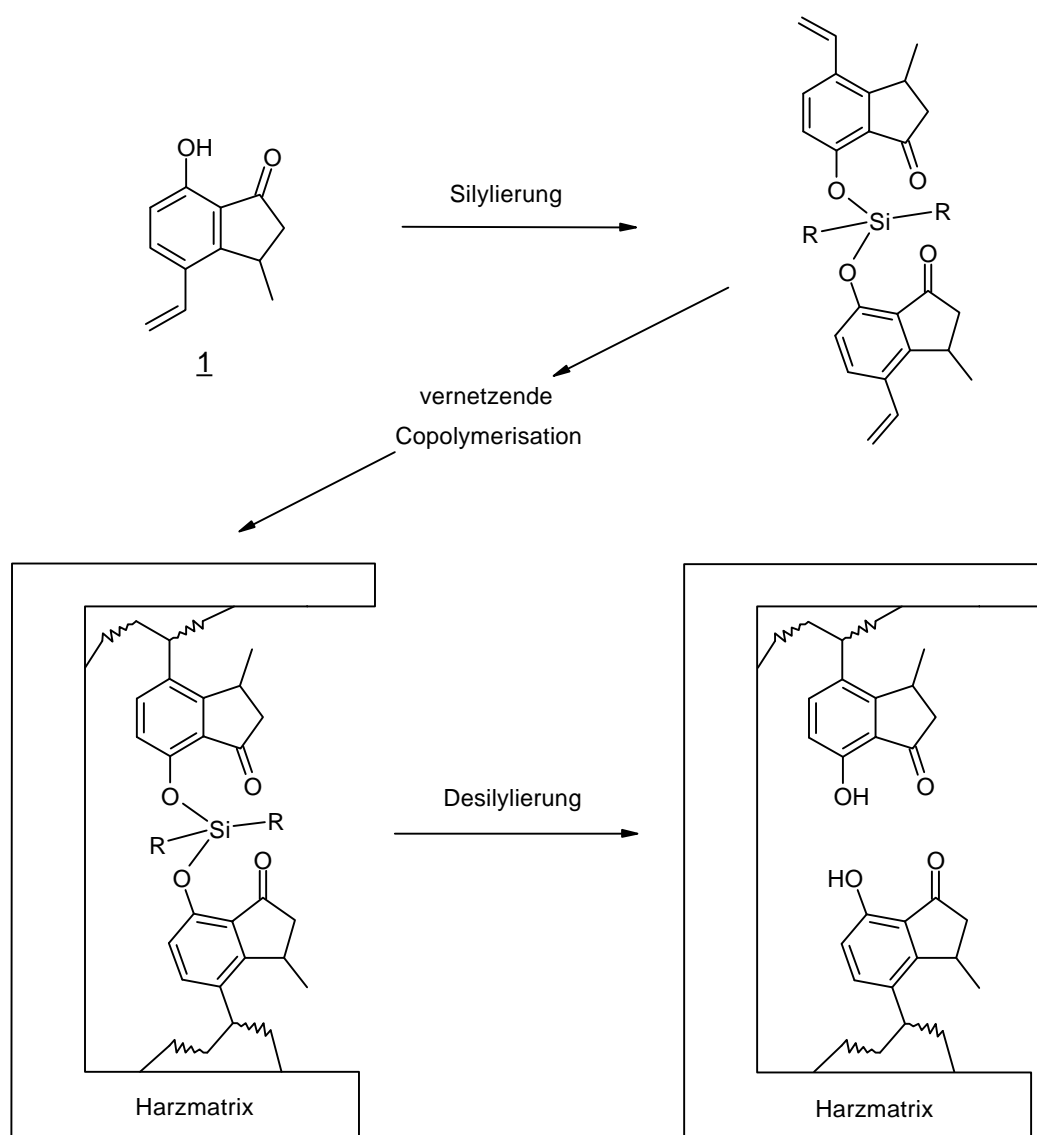 OH
O
1
Silylierung
O
O
Si
R
R
O
O
vernetzende
Copolymerisation
O
O
Si
R
R
O
O
Harzmatrix
Desilylierung
O
OH
HO
O
Harzmatrix